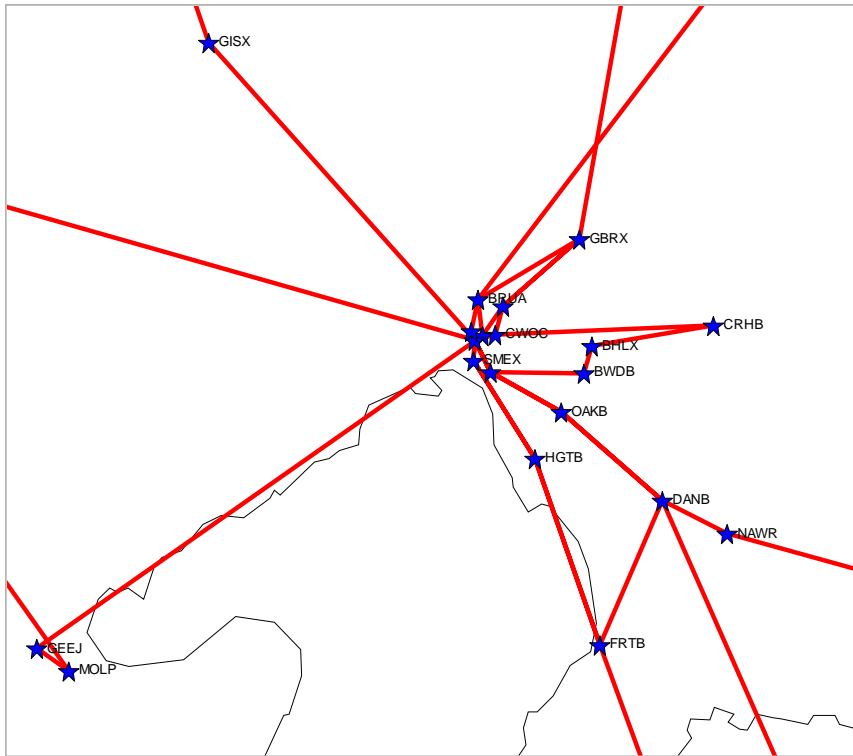 GISX
GBRX
BRUA
CRHB
CWOC
BHLX
SMEX
BWDB
OAKB
HGTB
DANB
NAWR
FRTB
GEEJ
MOLP